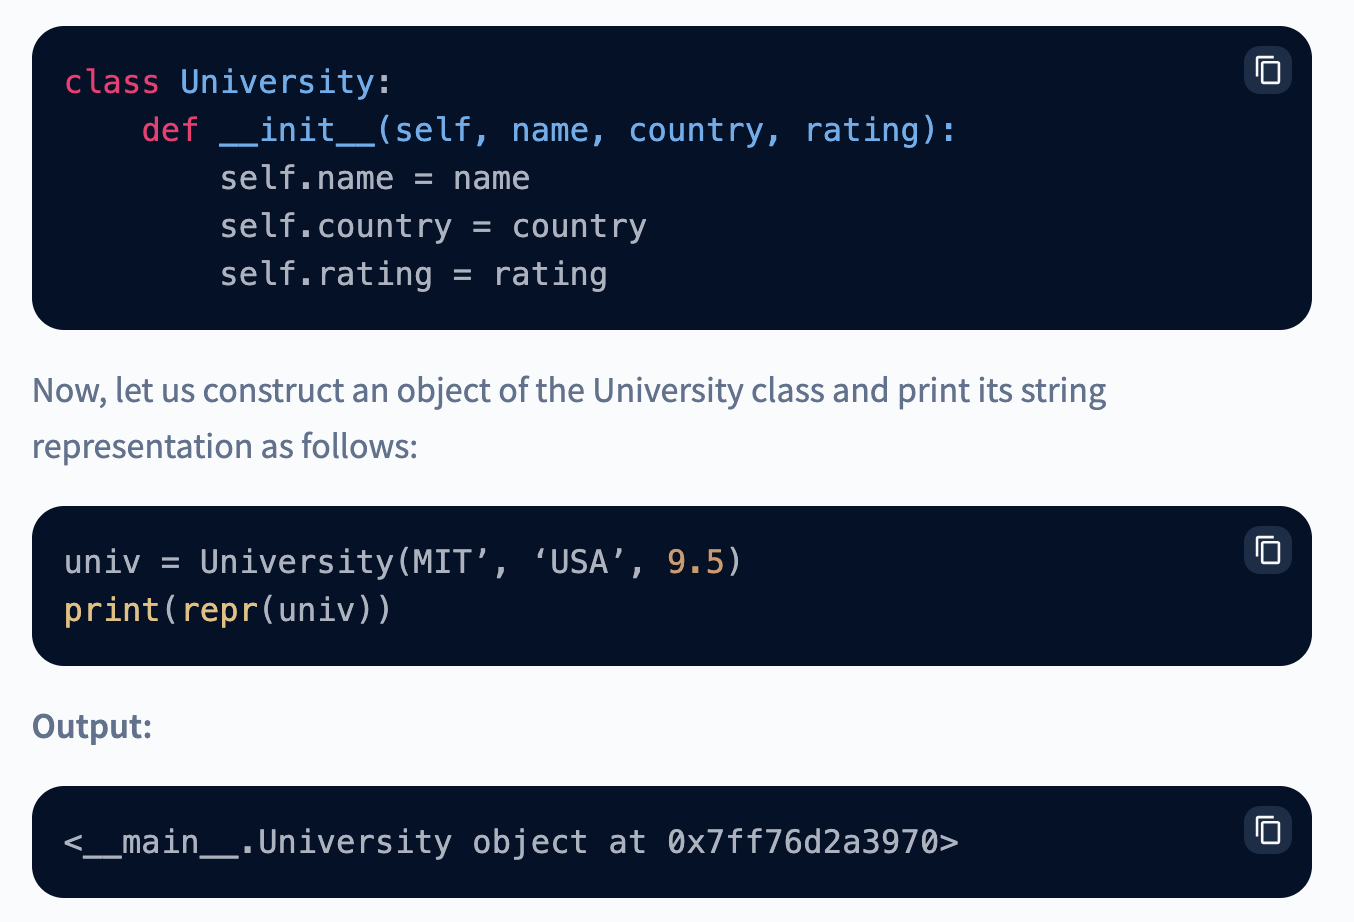 class University:
    def __init__(self, name, country, rating):
        self.name = name
        self.country = country
        self.rating = rating
Now, let us construct an object of the University class and print its string
representation as follows:
univ = University(MIT’, ‘USA’, 9.5)
print(repr(univ))
Output:
<__main__.University object at 0x7ff76d2a3970>